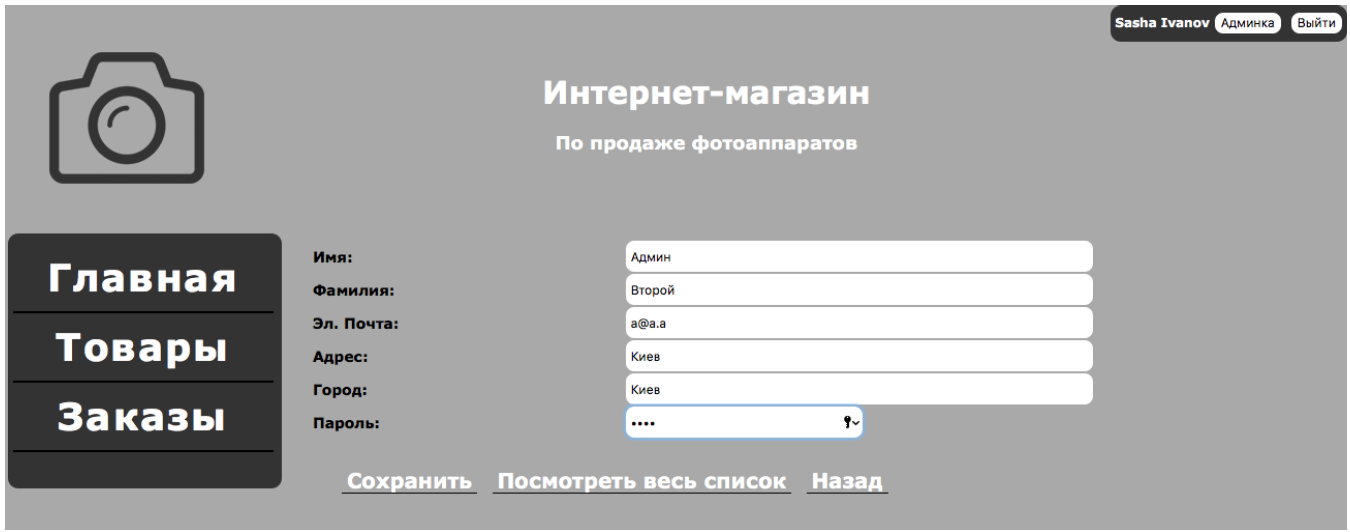 Sasha Ivanov Админка Выйти
Интернет-магазин
По продаже фотоаппаратов
Главная
Товары
Заказы
Имя: Админ
Фамилия: Второй
Эл. Почта: a@a.a
Адрес: Киев
Город: Киев
Пароль: ••••
Сохранить Посмотреть весь список Назад